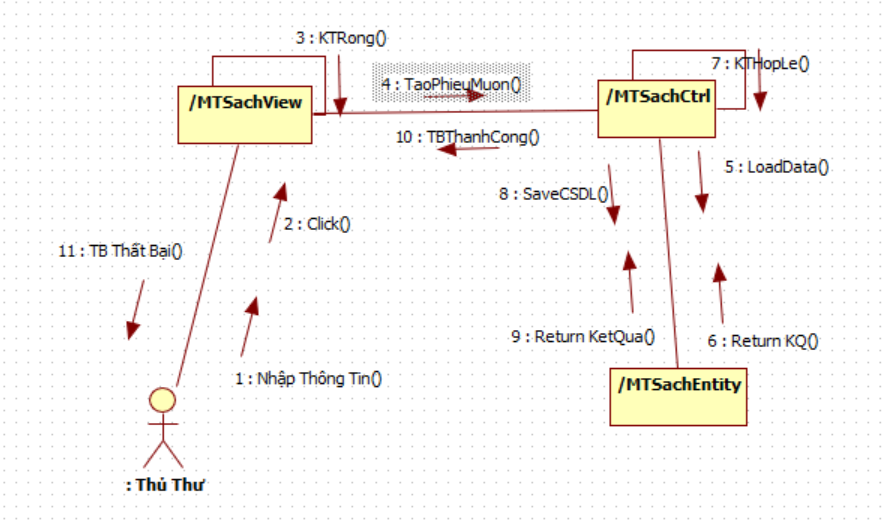 3 : KTRong()
7 : KTHopLe()
4 : TaoPhieuMuon()
/MTSachView
/MTSachCtrl
10 : TBThanhCong()
5 : LoadData()
8 : SaveCSDL()
2 : Click()
11 : TB Thất Bại()
9 : Return KetQua()
6 : Return KQ()
1 : Nhập Thông Tin()
/MTSachEntity
: Thủ Thư